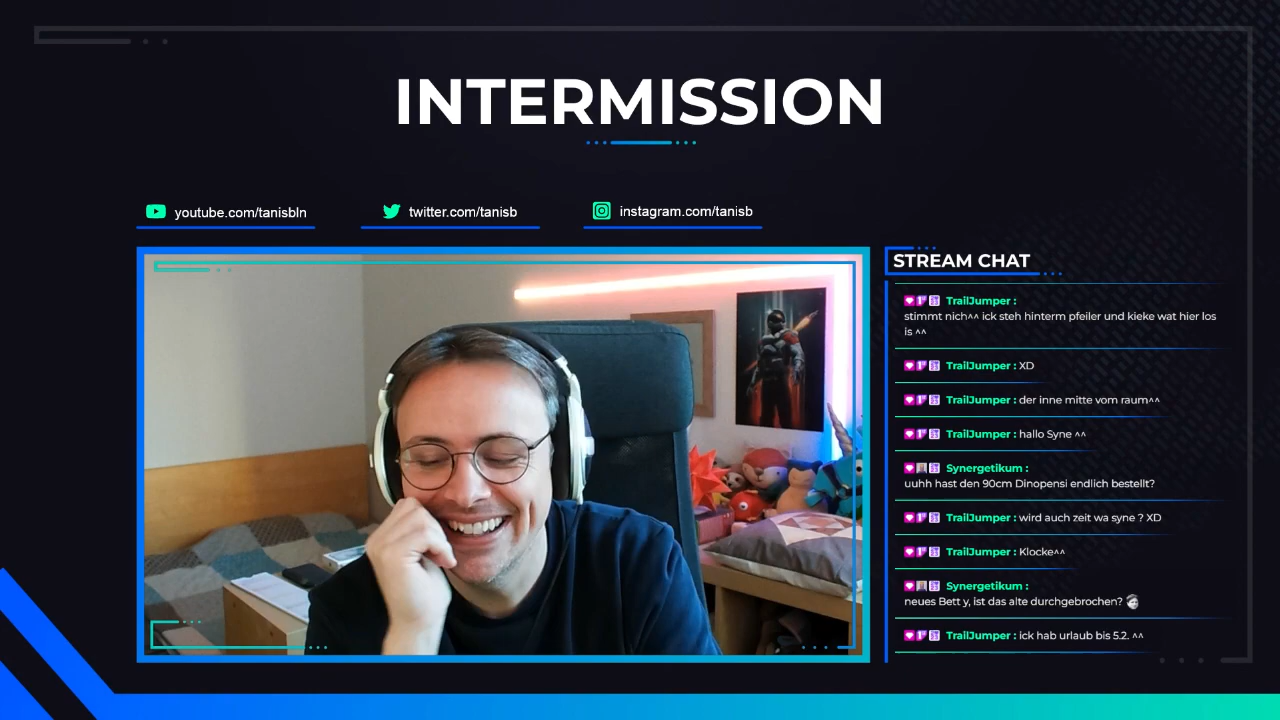 INTERMISSION
youtube.com/tanisbln
twitter.com/tanisb
instagram.com/tanisb
STREAM CHAT
TrailJumper :
stimmt nich^^ ick steh hinterm pfeiler und kieke wat hier los
is ^^
TrailJumper : XD
TrailJumper : der inne mitte vom raum^^
TrailJumper : hallo Syne ^^
Synergetikum :
uuhh hast den 90cm Dinopensi endlich bestellt?
TrailJumper : wird auch zeit wa syne ? XD
TrailJumper : Klocke^^
Synergetikum :
neues Bett y, ist das alte durchgebrochen?
TrailJumper : ick hab urlaub bis 5.2. ^^